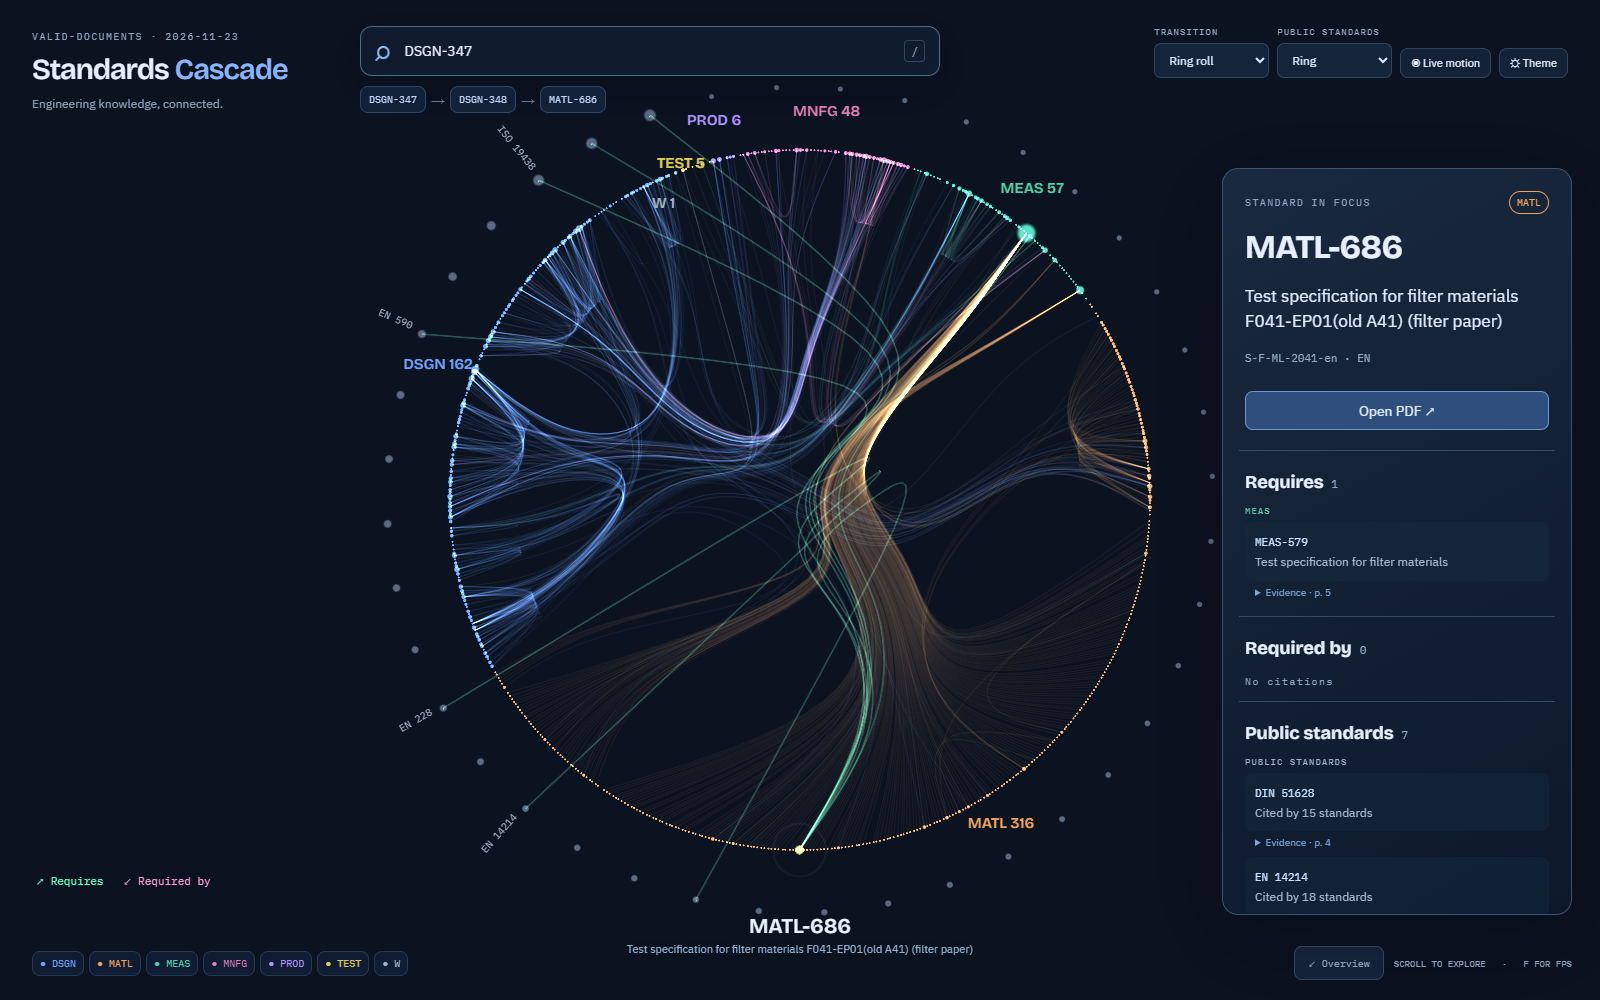 VALID-DOCUMENTS · 2026-11-23
Standards Cascade
Engineering knowledge, connected.
DSGN-347
/
DSGN-347 → DSGN-348 → MATL-686
TRANSITION
Ring roll
PUBLIC STANDARDS
Ring
Live motion
Theme
PROD 6
MNFG 48
TEST 5
MEAS 57
W 1
DSGN 162
MATL 316
ISO 19438
EN 590
EN 228
EN 14214
MATL-686
Test specification for filter materials F041-EP01(old A41) (filter paper)
STANDARD IN FOCUS
MATL
MATL-686
Test specification for filter materials
F041-EP01(old A41) (filter paper)
S-F-ML-2041-en · EN
Open PDF ↗
Requires 1
MEAS
MEAS-579
Test specification for filter materials
▶ Evidence · p. 5
Required by 0
No citations
Public standards 7
PUBLIC STANDARDS
DIN 51628
Cited by 15 standards
▶ Evidence · p. 4
EN 14214
Cited by 18 standards
↗ Requires
↙ Required by
DSGN
MATL
MEAS
MNFG
PROD
TEST
W
↙ Overview
SCROLL TO EXPLORE · F FOR FPS